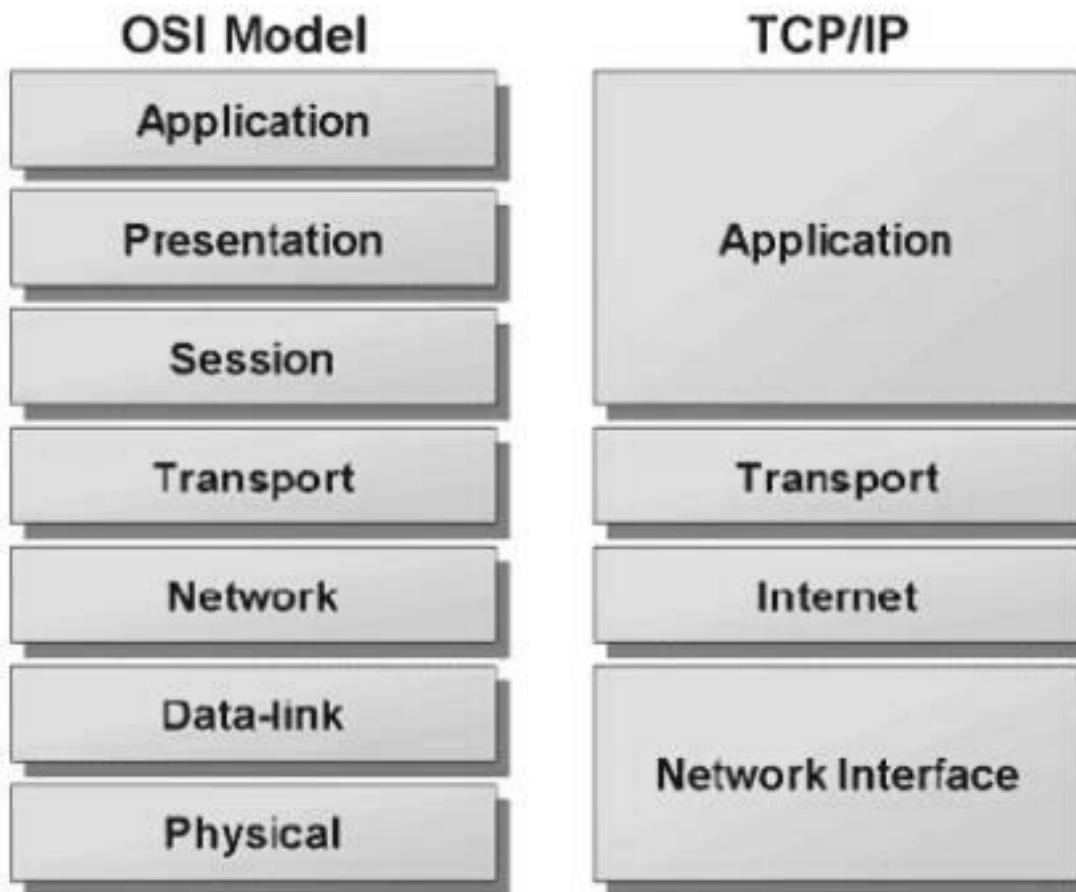 OSI Model
Application
Presentation
Session
Transport
Network
Data-link
Physical
TCP/IP
Application
Transport
Internet
Network Interface